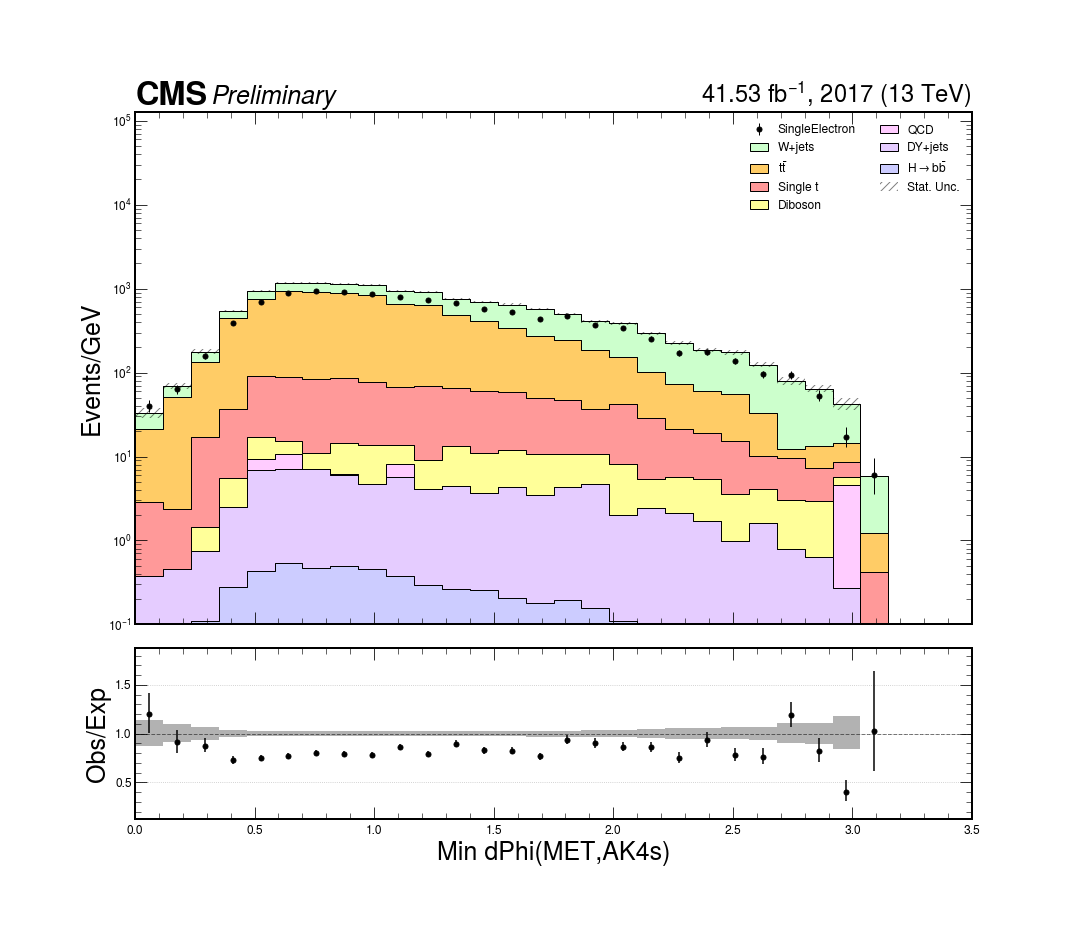 CMS Preliminary 41.53 fb⁻¹, 2017 (13 TeV)
SingleElectron
W+jets
tt̄
Single t
Diboson
QCD
DY+jets
H→bb̄
Stat. Unc.
Events/GeV
10⁵
10⁴
10³
10²
10¹
10⁰
10⁻¹
Obs/Exp
1.5
1.0
0.5
0.0 0.5 1.0 1.5 2.0 2.5 3.0 3.5
Min dPhi(MET,AK4s)